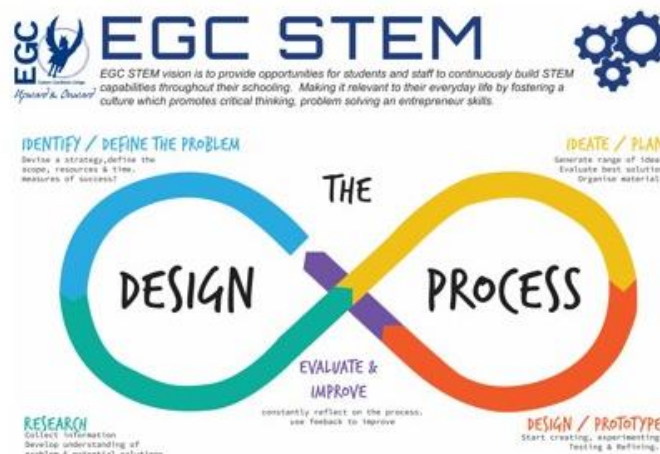 EGC
Upward & Onward
EGC STEM
EGC STEM vision is to provide opportunities for students and staff to continuously build STEM
capabilities throughout their schooling. Making it relevant to their everyday life by fostering a
culture which promotes critical thinking, problem solving an entrepreneur skills.
IDENTIFY / DEFINE THE PROBLEM
Devise a strategy,define the
scope, resources & time.
measures of success?
IDEATE / PLAN
Generate range of idea
Evaluate best solutio
Organise material
THE
DESIGN PROCESS
EVALUATE &
IMPROVE
constantly reflect on the process.
use feeback to improve
RESEARCH
Collect information
Develop understanding of
problem & potential solutions
DESIGN / PROTOTYPE
Start creating, experimenting
Testing & Refining.